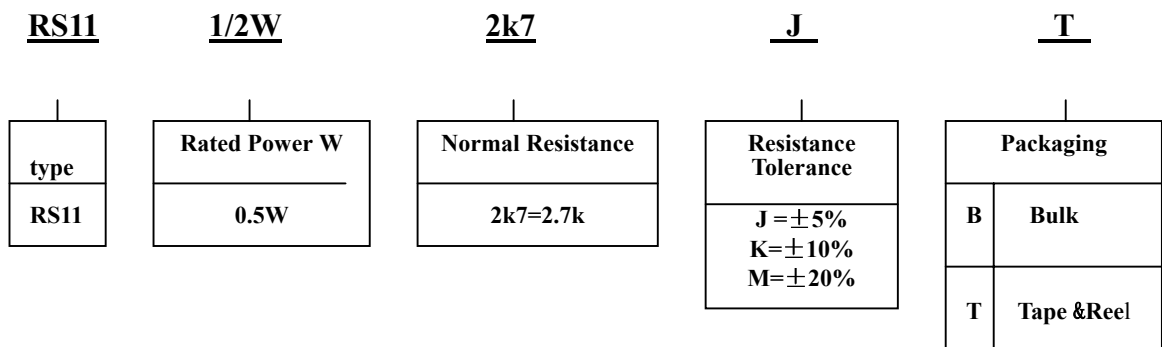 RS11 1/2W 2k7 J T
type
RS11
Rated Power W
0.5W
Normal Resistance
2k7=2.7k
Resistance
Tolerance
J =±5%
K=±10%
M=±20%
Packaging
B Bulk
T Tape &Reel